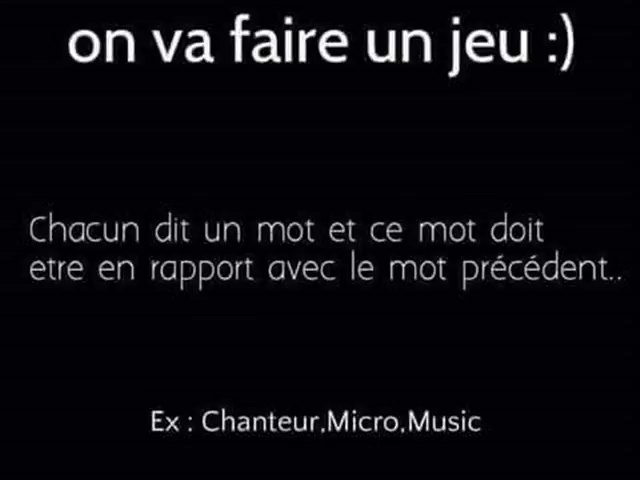 on va faire un jeu :)
Chacun dit un mot et ce mot doit
etre en rapport avec le mot précédent..
Ex : Chanteur,Micro,Music